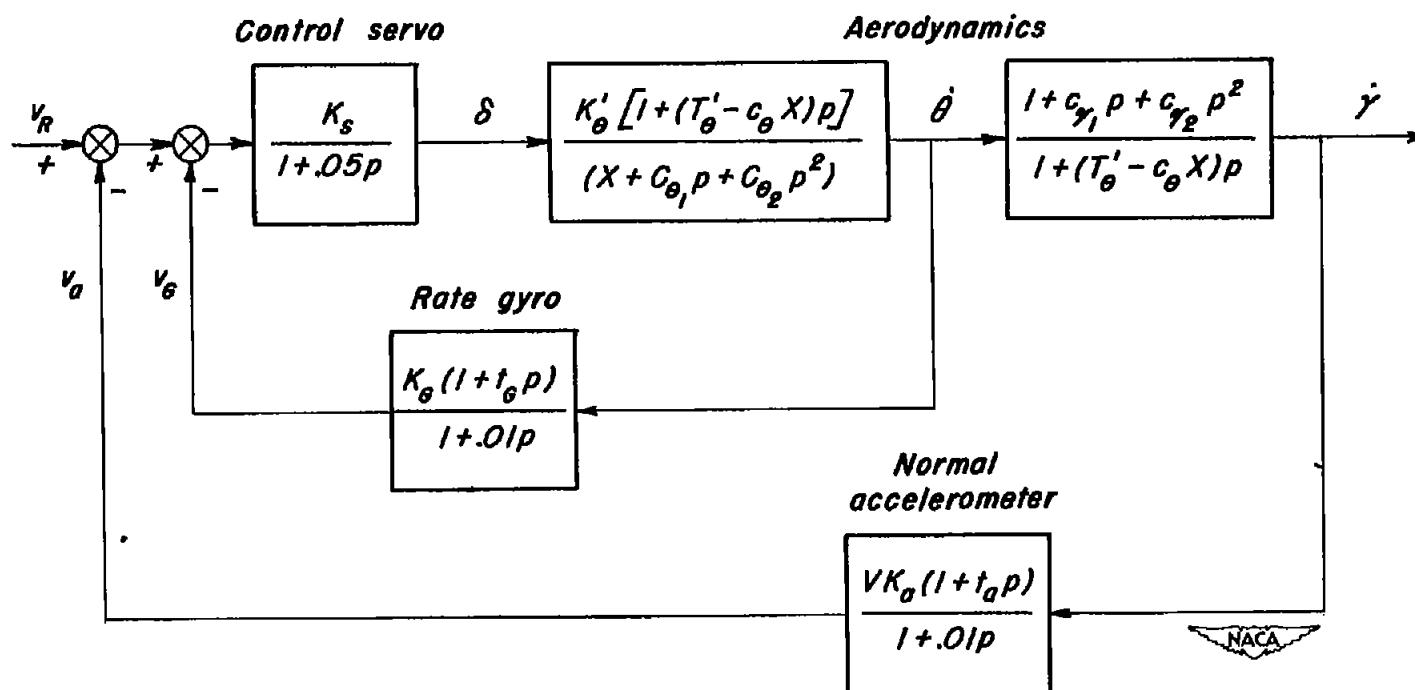 Control servo
Aerodynamics
v_R
+
-
+
-
K_s
1+.05p
δ
K'_θ [1+(T'_θ - c_θ X)p]
(X + C_θ1 p + C_θ2 p²)
θ̇
1 + c_γ1 p + c_γ2 p²
1+(T'_θ - c_θ X)p
γ̇
v_a
v_G
Rate gyro
K_G (1+t_G p)
1+.01p
Normal
accelerometer
VK_a (1+t_a p)
1+.01p
NACA